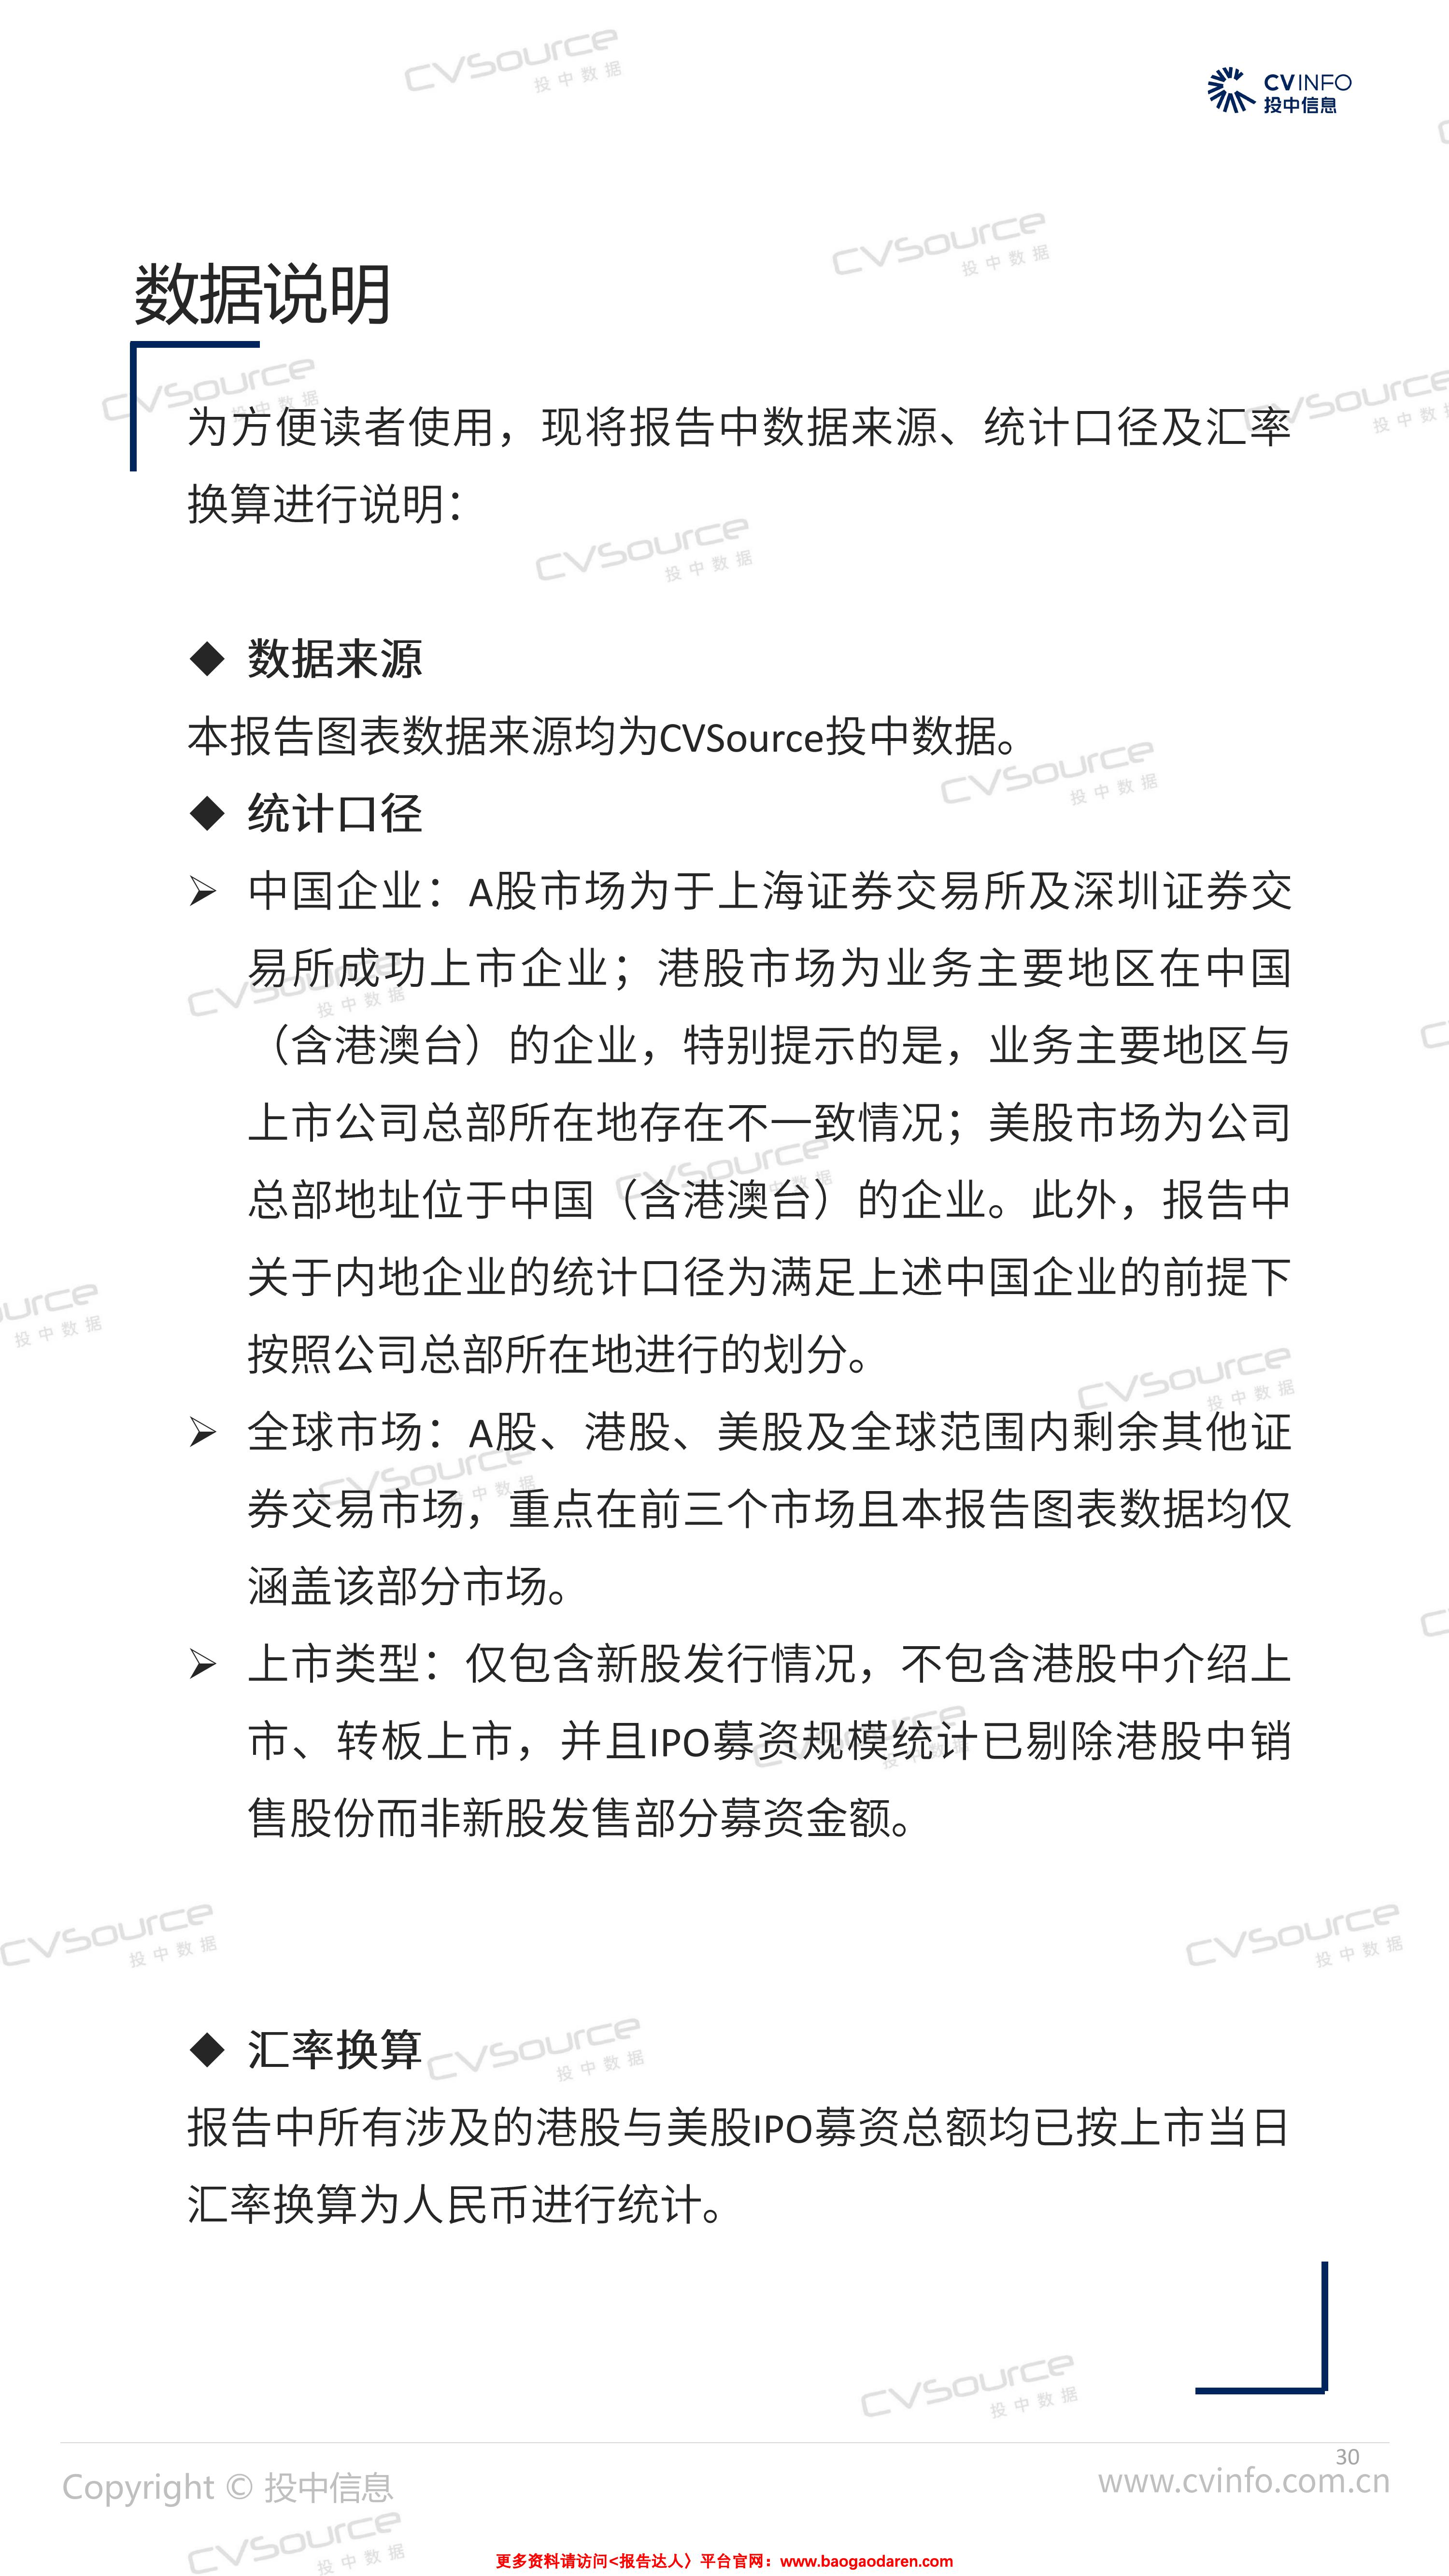 CVSource
投中数据
CVINFO
投中信息
数据说明
为方便读者使用，现将报告中数据来源、统计口径及汇率
换算进行说明：
◆ 数据来源
本报告图表数据来源均为CVSource投中数据。
◆ 统计口径
➢ 中国企业：A股市场为于上海证券交易所及深圳证券交
易所成功上市企业；港股市场为业务主要地区在中国
（含港澳台）的企业，特别提示的是，业务主要地区与
上市公司总部所在地存在不一致情况；美股市场为公司
总部地址位于中国（含港澳台）的企业。此外，报告中
关于内地企业的统计口径为满足上述中国企业的前提下
按照公司总部所在地进行的划分。
➢ 全球市场：A股、港股、美股及全球范围内剩余其他证
券交易市场，重点在前三个市场且本报告图表数据均仅
涵盖该部分市场。
➢ 上市类型：仅包含新股发行情况，不包含港股中介绍上
市、转板上市，并且IPO募资规模统计已剔除港股中销
售股份而非新股发售部分募资金额。
◆ 汇率换算
报告中所有涉及的港股与美股IPO募资总额均已按上市当日
汇率换算为人民币进行统计。
30
Copyright © 投中信息
www.cvinfo.com.cn
更多资料请访问<报告达人〉平台官网：www.baogaodaren.com